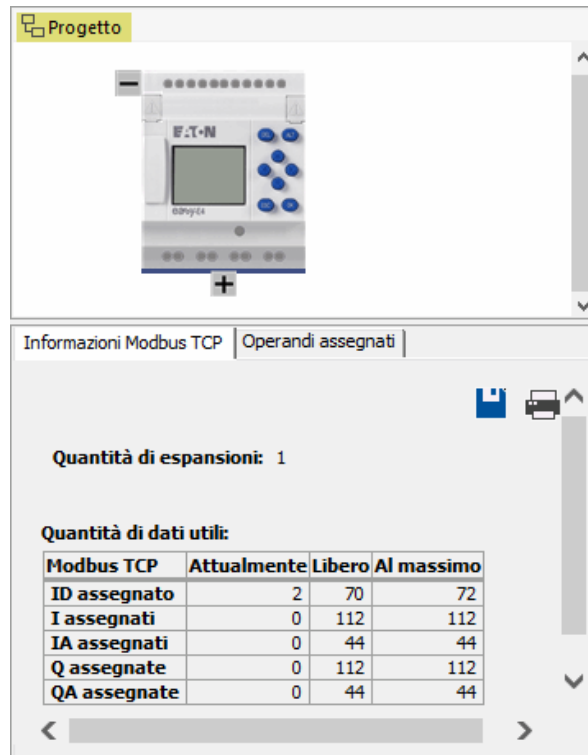 Progetto
EATON
easyE4
Informazioni Modbus TCP Operandi assegnati
Quantità di espansioni: 1
Quantità di dati utili:
Modbus TCP Attualmente Libero Al massimo
ID assegnato 2 70 72
I assegnati 0 112 112
IA assegnati 0 44 44
Q assegnate 0 112 112
QA assegnate 0 44 44